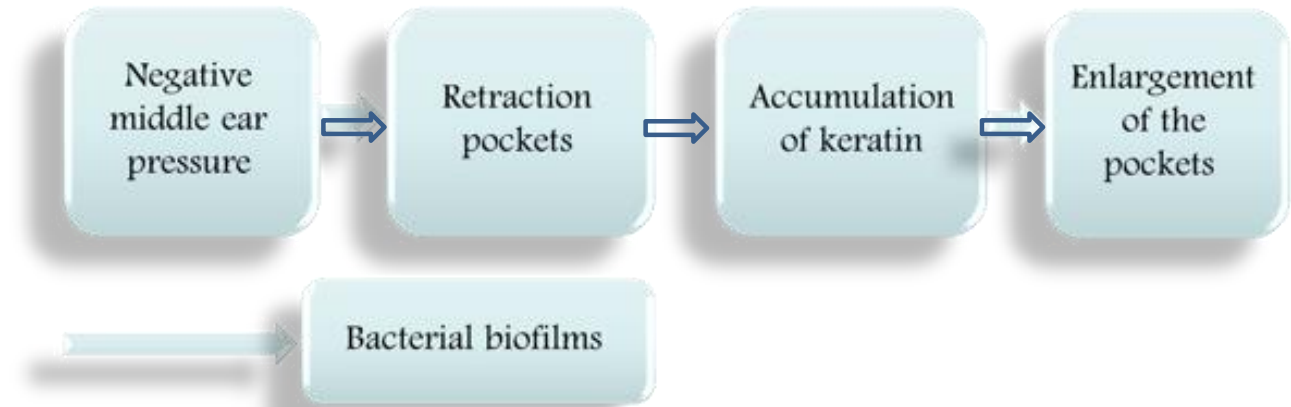 Negative
middle ear
pressure
Retraction
pockets
Accumulation
of keratin
Enlargement
of the
pockets
Bacterial biofilms